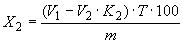 X₂ = (V₁ − V₂ · K₂) · T · 100 / m